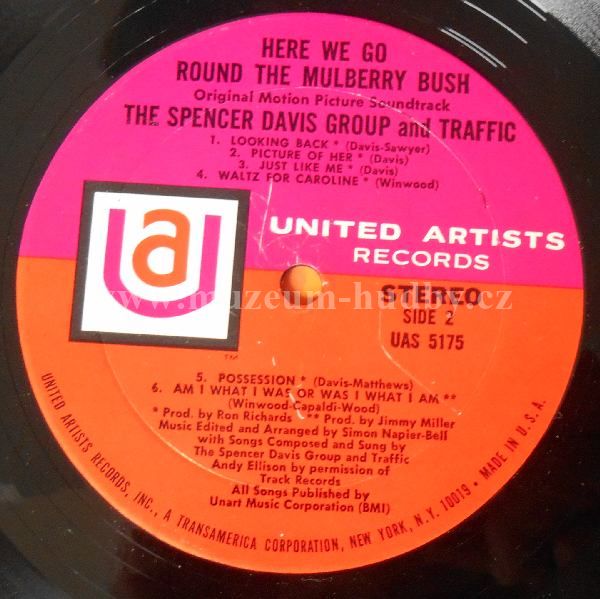 HERE WE GO
ROUND THE MULBERRY BUSH
Original Motion Picture Soundtrack
THE SPENCER DAVIS GROUP and TRAFFIC
1. LOOKING BACK * (Davis-Sawyer)
2. PICTURE OF HER * (Davis)
3. JUST LIKE ME * (Davis)
4. WALTZ FOR CAROLINE * (Winwood)
ua
UNITED ARTISTS
RECORDS
www.muzeum-hudby.cz
STEREO
SIDE 2
UAS 5175
TM
5. POSSESSION * (Davis-Matthews)
6. AM I WHAT I WAS OR WAS I WHAT I AM **
(Winwood-Capaldi-Wood)
* Prod. by Ron Richards ** Prod. by Jimmy Miller
Music Edited and Arranged by Simon Napier-Bell
with Songs Composed and Sung by
The Spencer Davis Group and Traffic
Andy Ellison by permission of
Track Records
All Songs Published by
Unart Music Corporation (BMI)
UNITED ARTISTS RECORDS, INC., A TRANSAMERICA CORPORATION, NEW YORK, N.Y. 10019 • MADE IN U.S.A.